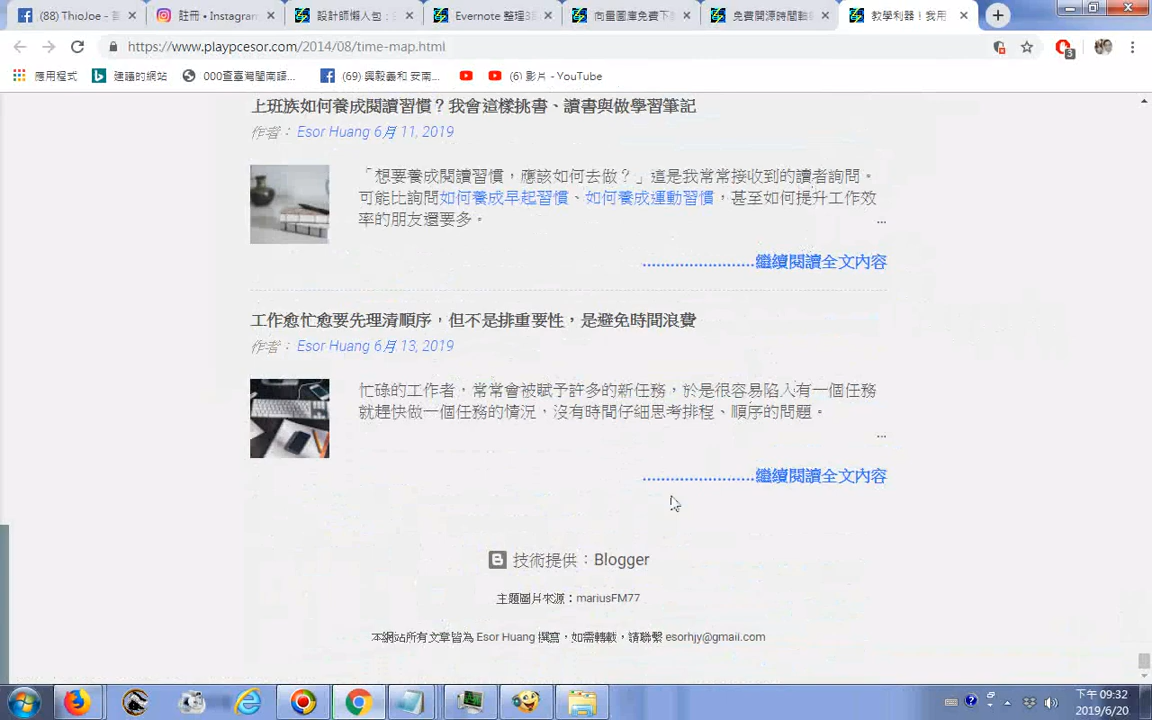 (88) ThioJoe - 首
註冊 • Instagram
設計師懶人包：
Evernote 整理3
向量圖庫免費下
免費開源時間軸
教學利器！我用
https://www.playpcesor.com/2014/08/time-map.html
3
應用程式
建議的網站
000查臺灣閩南語...
(69) 興毅義和 安南...
(6) 影片 - YouTube
上班族如何養成閱讀習慣？我會這樣挑書、讀書與做學習筆記
作者： Esor Huang 6月 11, 2019
「想要養成閱讀習慣，應該如何去做？」這是我常常接收到的讀者詢問。
可能比詢問如何養成早起習慣、如何養成運動習慣，甚至如何提升工作效
率的朋友還要多。
...
........................繼續閱讀全文內容
工作愈忙愈要先理清順序，但不是排重要性，是避免時間浪費
作者： Esor Huang 6月 13, 2019
忙碌的工作者，常常會被賦予許多的新任務，於是很容易陷入有一個任務
就趕快做一個任務的情況，沒有時間仔細思考排程、順序的問題。
...
........................繼續閱讀全文內容
技術提供：Blogger
主題圖片來源：mariusFM77
本網站所有文章皆為 Esor Huang 撰寫，如需轉載，請聯繫 esorhjy@gmail.com
下午 09:32
2019/6/20